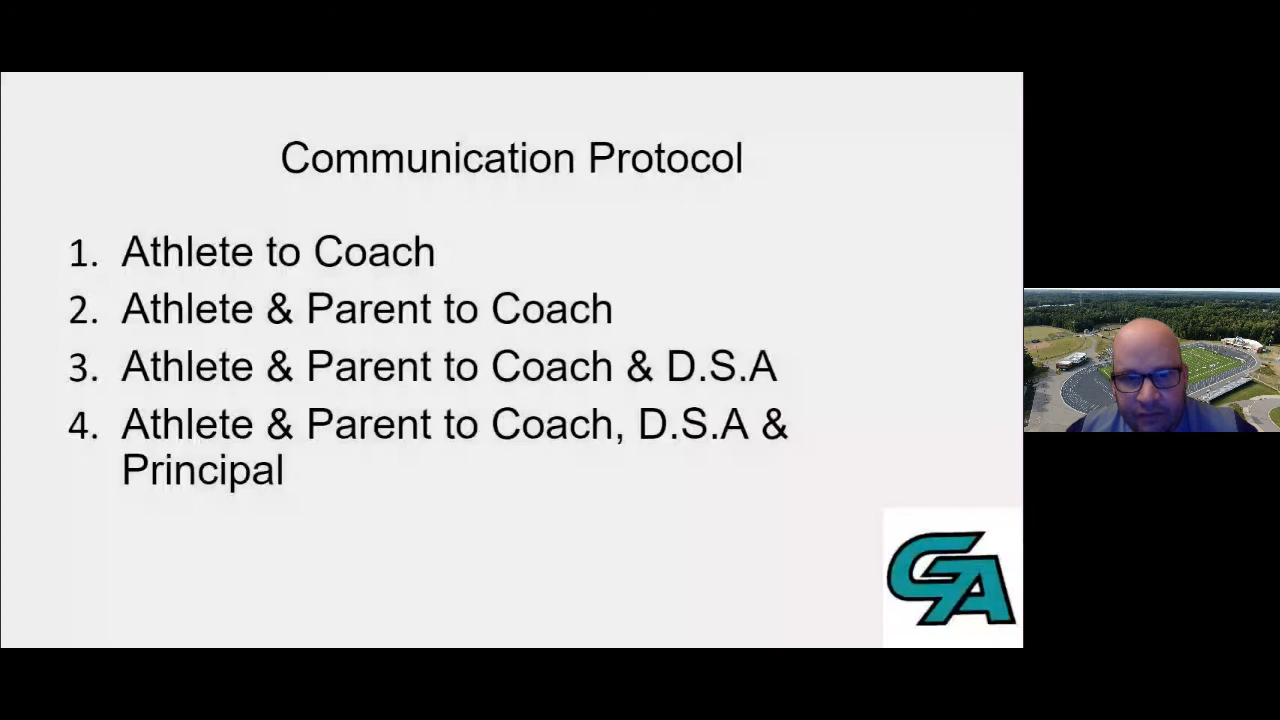 Communication Protocol
1. Athlete to Coach
2. Athlete & Parent to Coach
3. Athlete & Parent to Coach & D.S.A
4. Athlete & Parent to Coach, D.S.A &
Principal
GA